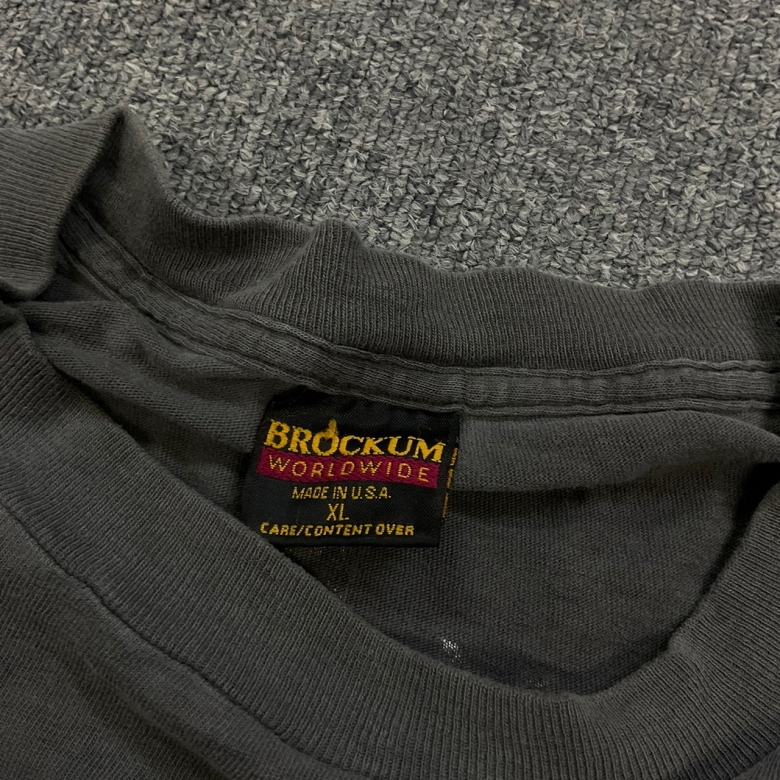 BROCKUM
WORLDWIDE
MADE IN U.S.A.
XL
CARE/CONTENT OVER